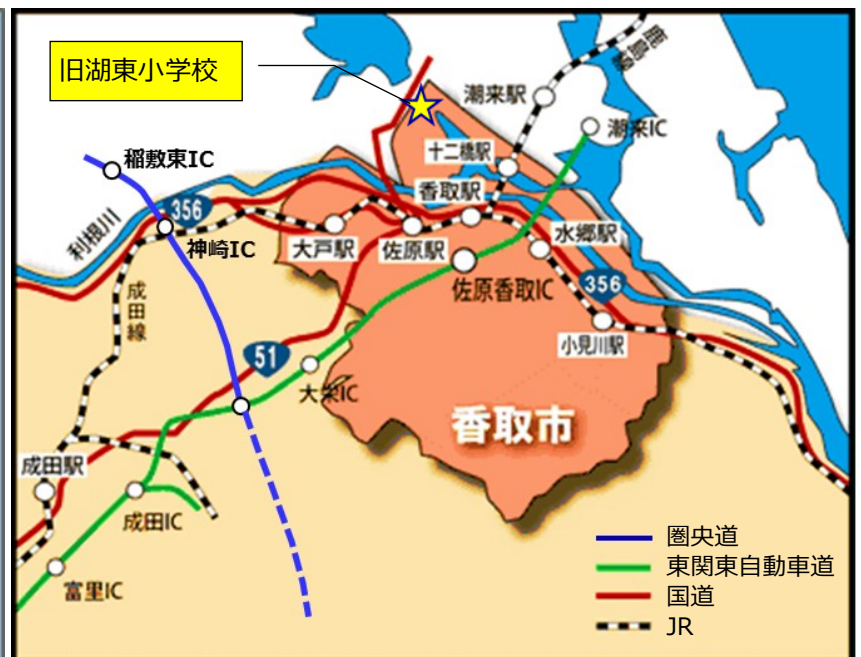 旧湖東小学校
鹿島線
潮来駅
潮来IC
十二橋駅
稲敷東IC
香取駅
356
利根川
神崎IC
大戸駅
佐原駅
水郷駅
佐原香取IC
356
成田線
小見川駅
51
大栄IC
香取市
成田駅
成田IC
富里IC
圏央道
東関東自動車道
国道
JR